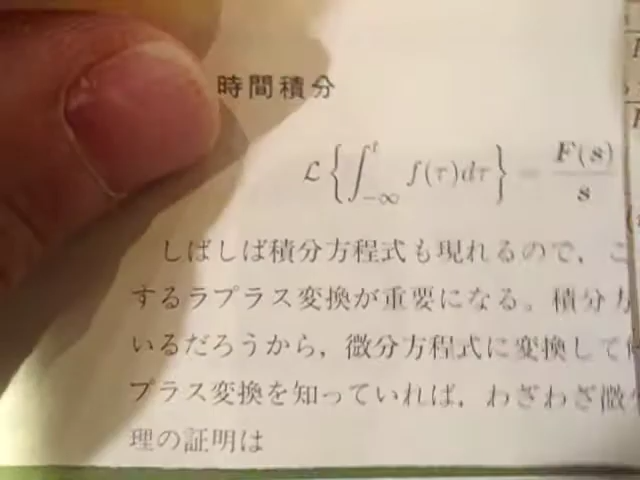 時間積分
ℒ{∫_{-∞}^{t} f(τ)dτ} = F(s)/s
しばしば積分方程式も現れるので，こ
するラプラス変換が重要になる。積分方
いるだろうから，微分方程式に変換して
プラス変換を知っていれば，わざわざ微
理の証明は